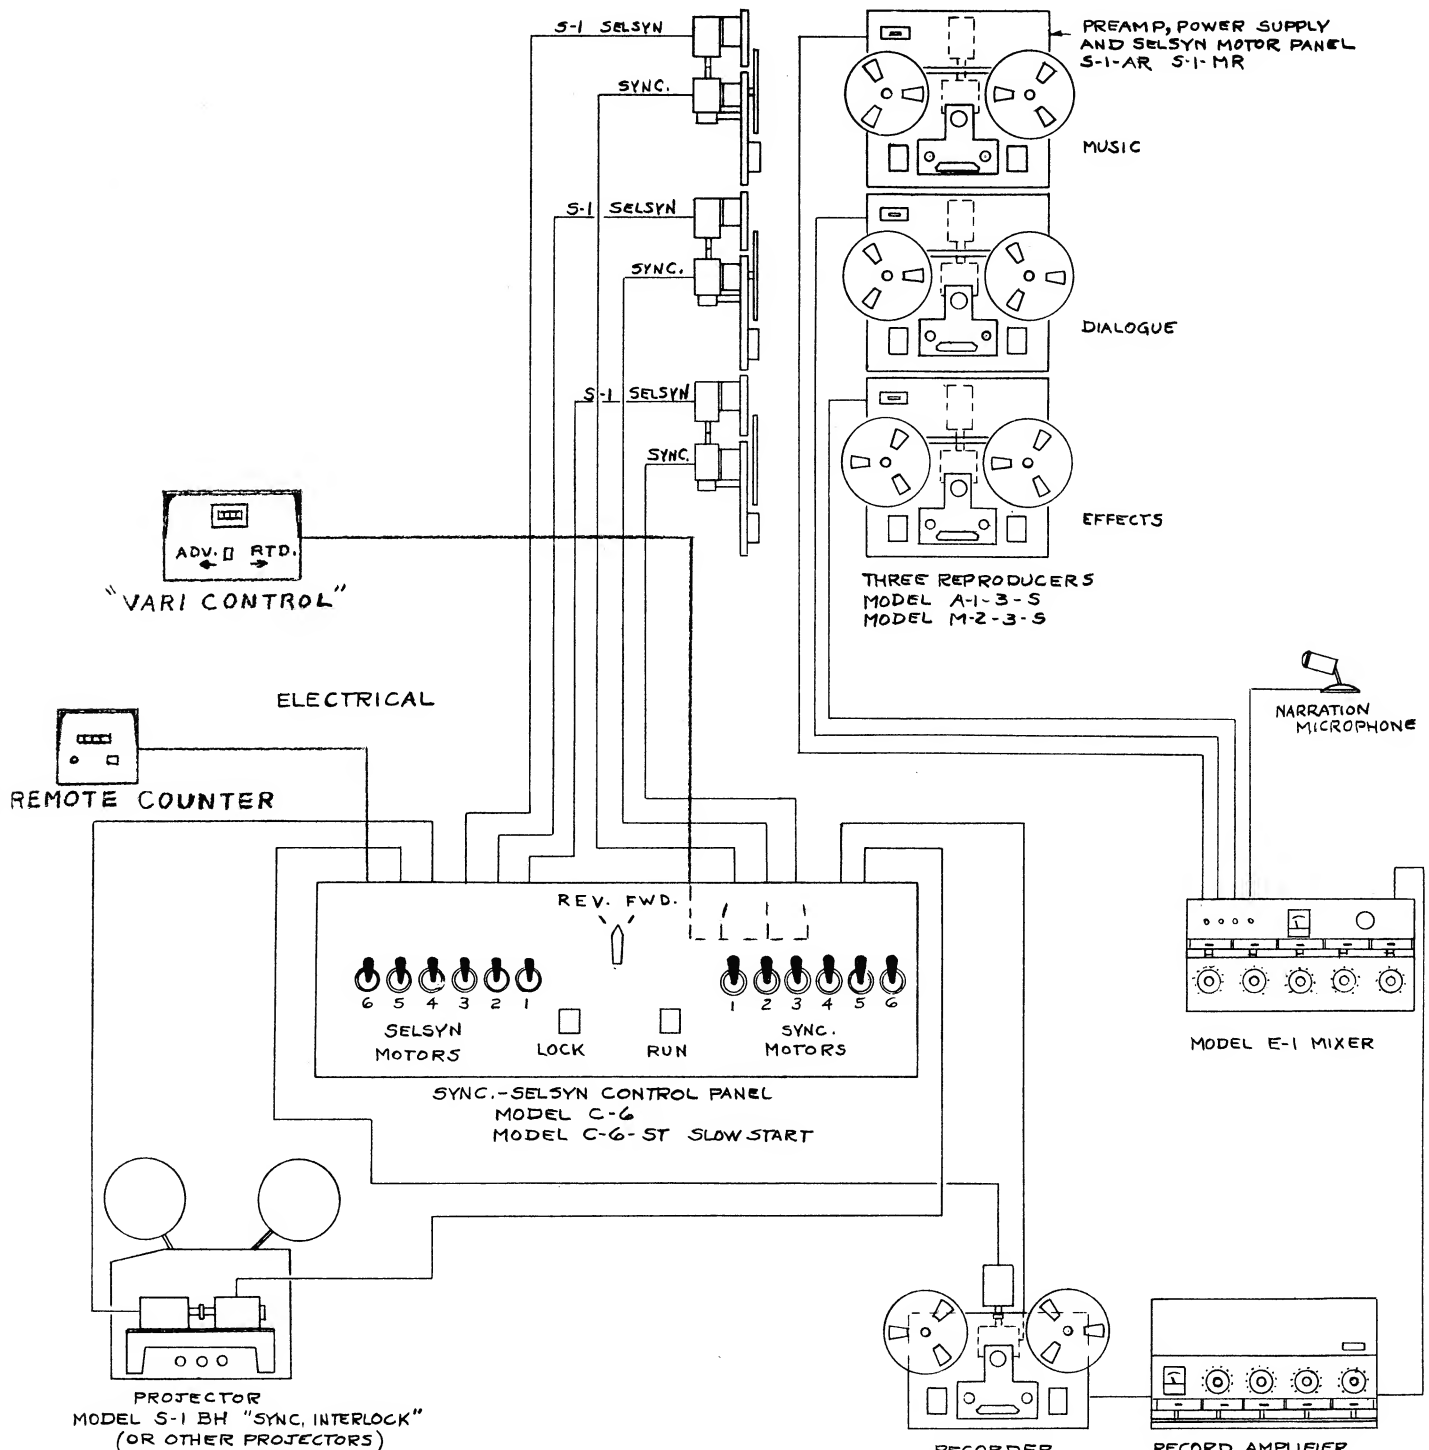 S-1 SELSYN
SYNC.
PREAMP, POWER SUPPLY
AND SELSYN MOTOR PANEL
S-1-AR S-1-MR
MUSIC
S-1 SELSYN
SYNC.
DIALOGUE
S-1 SELSYN
SYNC.
EFFECTS
ADV. RTD.
"VARI CONTROL"
THREE REPRODUCERS
MODEL A-1-3-S
MODEL M-2-3-S
ELECTRICAL
NARRATION
MICROPHONE
REMOTE COUNTER
REV. FWD.
6 5 4 3 2 1
1 2 3 4 5 6
SELSYN
MOTORS
LOCK
RUN
SYNC.
MOTORS
MODEL E-1 MIXER
SYNC.-SELSYN CONTROL PANEL
MODEL C-6
MODEL C-6-ST SLOW START
PROJECTOR
MODEL S-1 BH "SYNC, INTERLOCK"
(OR OTHER PROJECTORS)
RECORDER
RECORD AMPLIFIER